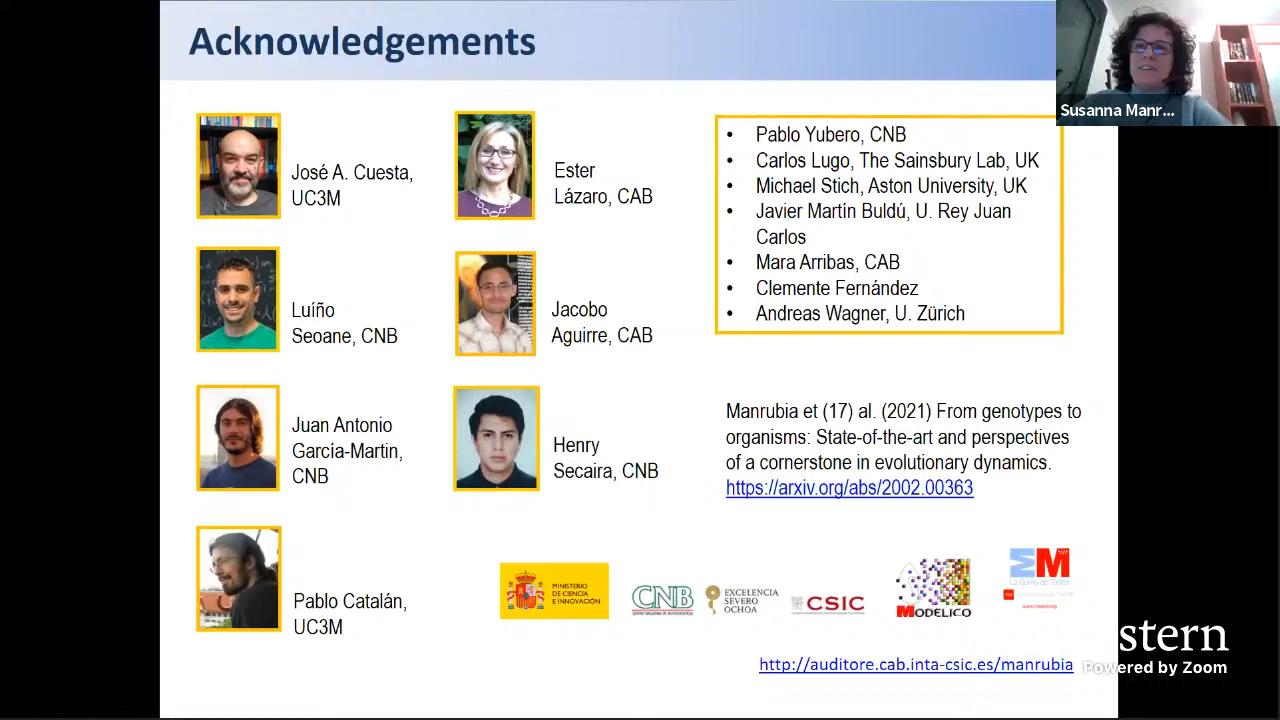 Acknowledgements
Susanna Manr...
José A. Cuesta,
UC3M
Ester
Lázaro, CAB
Luíño
Seoane, CNB
Jacobo
Aguirre, CAB
Juan Antonio
García-Martin,
CNB
Henry
Secaira, CNB
Pablo Catalán,
UC3M
• Pablo Yubero, CNB
• Carlos Lugo, The Sainsbury Lab, UK
• Michael Stich, Aston University, UK
• Javier Martín Buldú, U. Rey Juan
Carlos
• Mara Arribas, CAB
• Clemente Fernández
• Andreas Wagner, U. Zürich
Manrubia et (17) al. (2021) From genotypes to
organisms: State-of-the-art and perspectives
of a cornerstone in evolutionary dynamics.
https://arxiv.org/abs/2002.00363
MINISTERIO
DE CIENCIA
E INNOVACIÓN
CNB
EXCELENCIA
SEVERO
OCHOA
CSIC
MODELICO
EM
La Suma de Todos
http://auditore.cab.inta-csic.es/manrubia
stern
Powered by Zoom